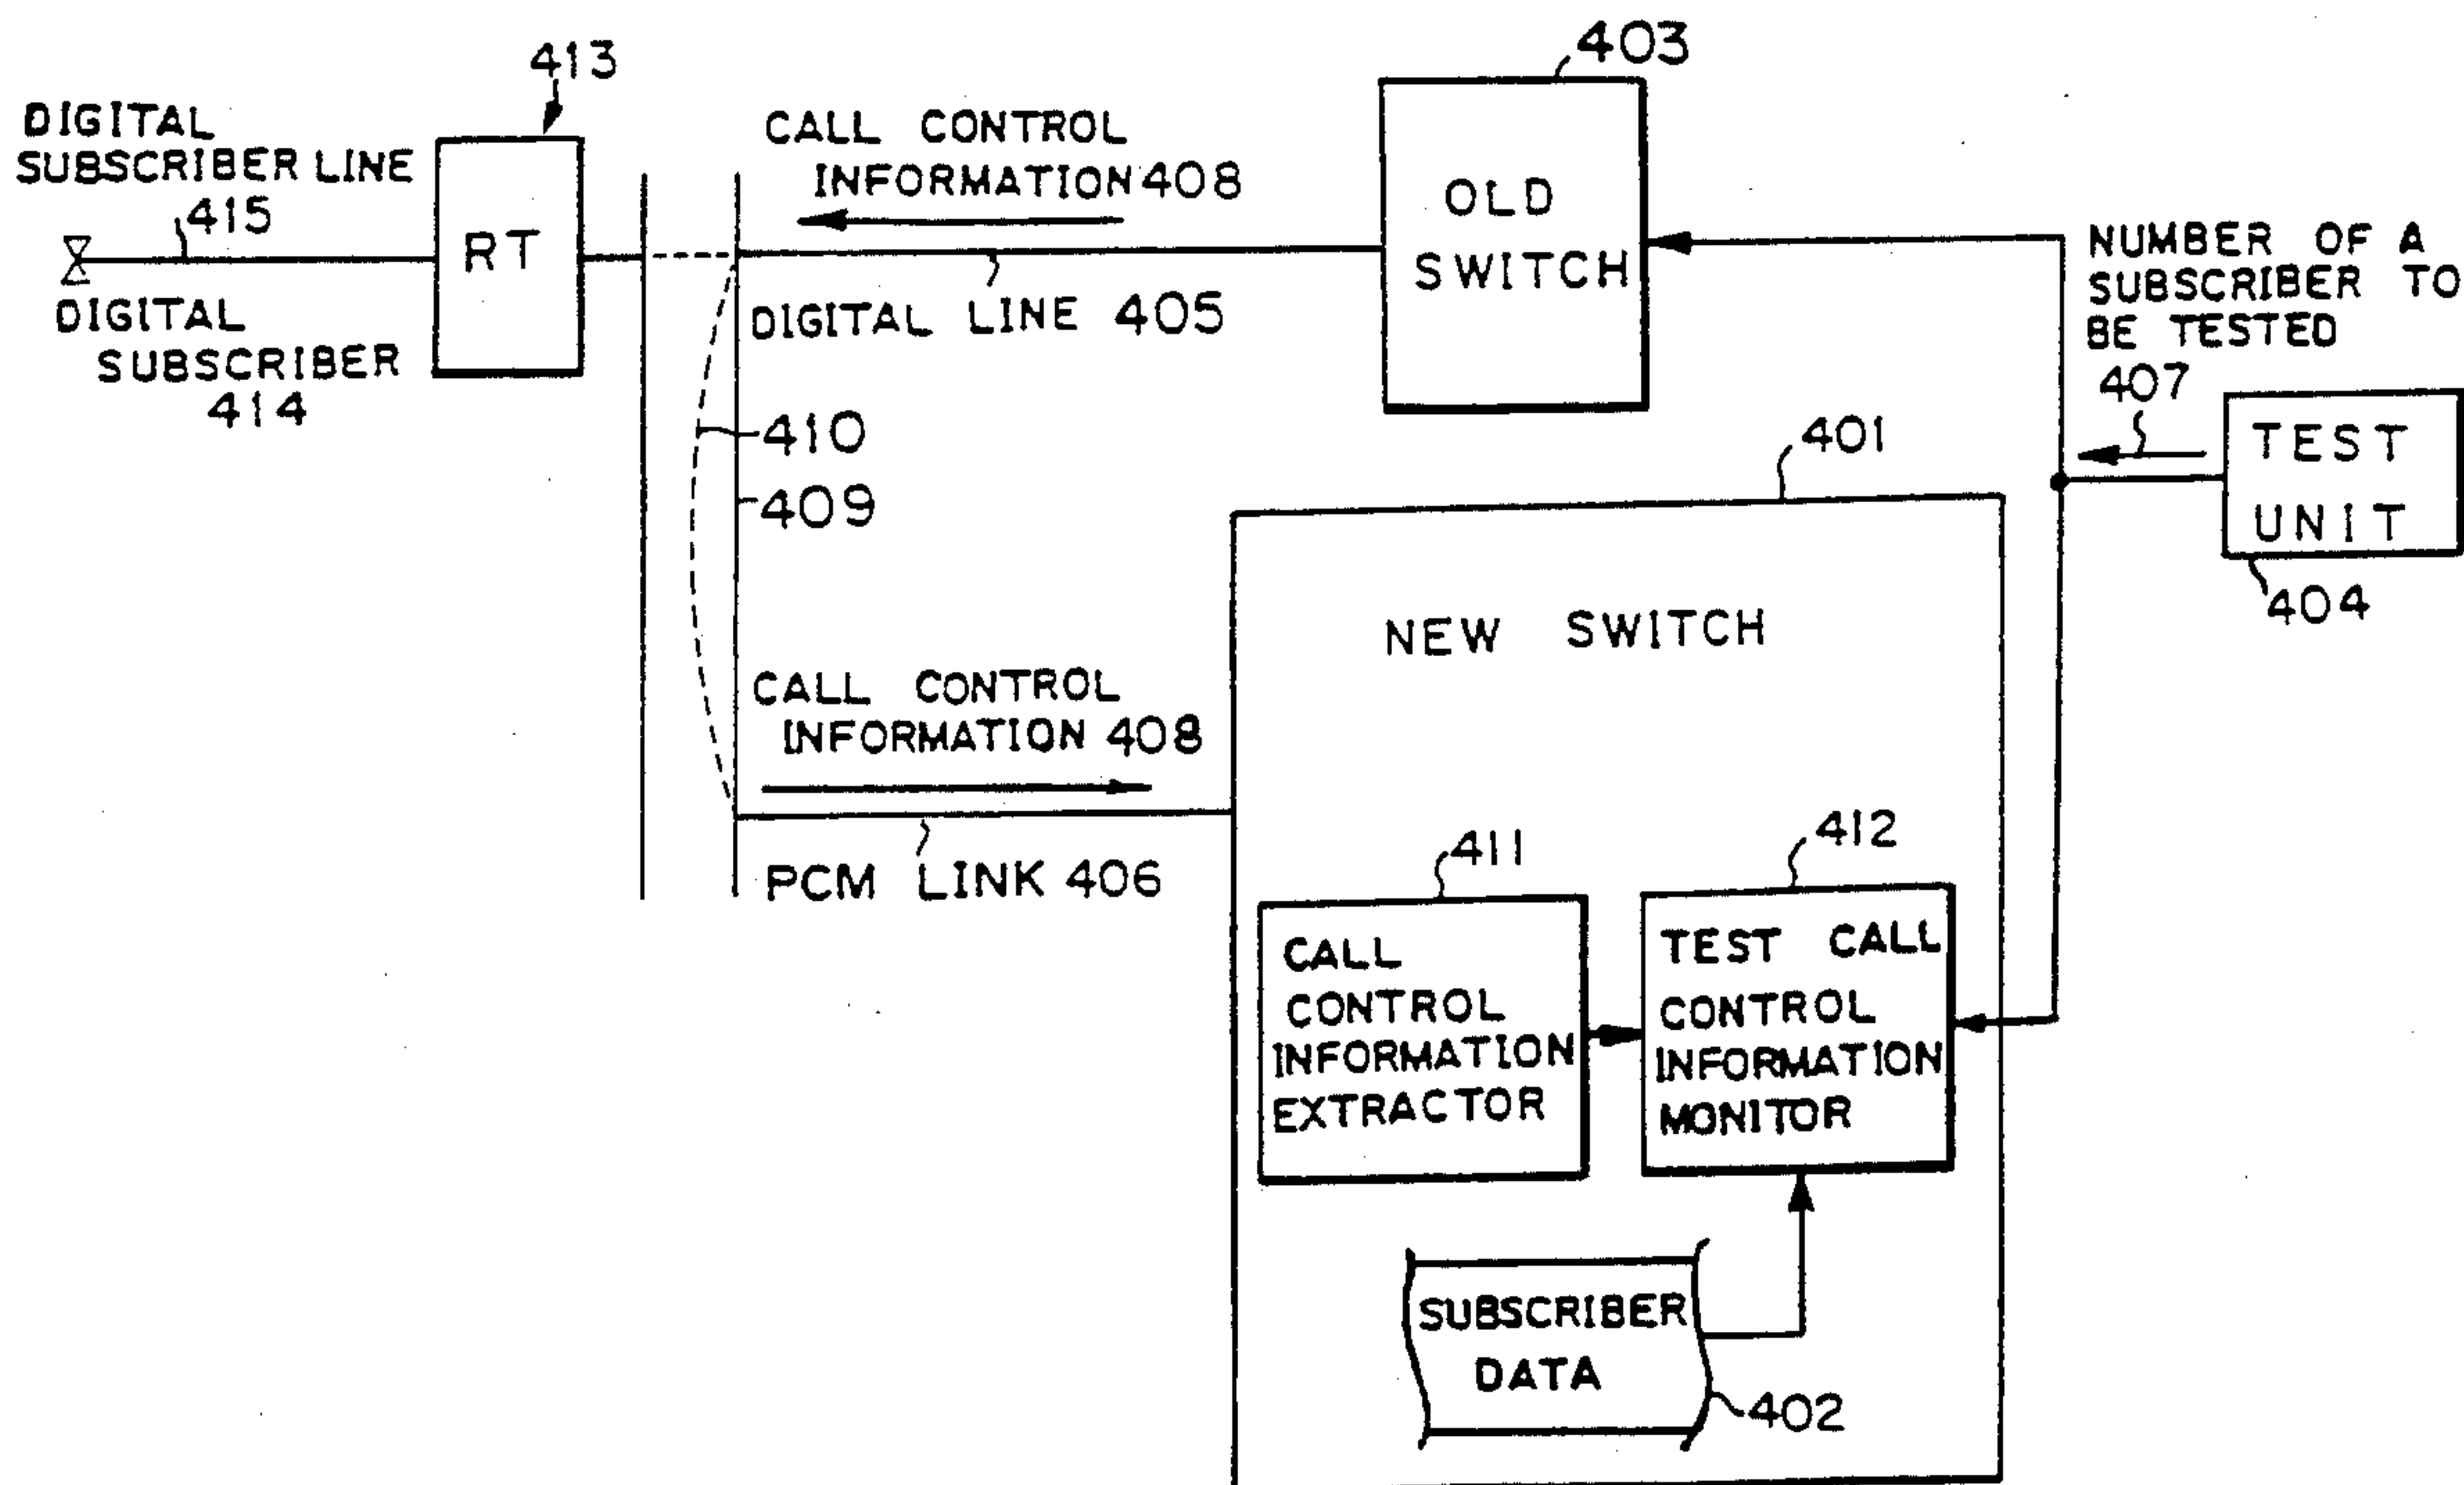 413
DIGITAL
SUBSCRIBER LINE
415
RT
DIGITAL
SUBSCRIBER
414
CALL CONTROL
INFORMATION 408
DIGITAL LINE 405
403
OLD
SWITCH
NUMBER OF A
SUBSCRIBER TO
BE TESTED
407
TEST
UNIT
404
410
409
401
NEW SWITCH
CALL CONTROL
INFORMATION 408
PCM LINK 406
411
CALL
CONTROL
INFORMATION
EXTRACTOR
412
TEST CALL
CONTROL
INFORMATION
MONITOR
SUBSCRIBER
DATA
402